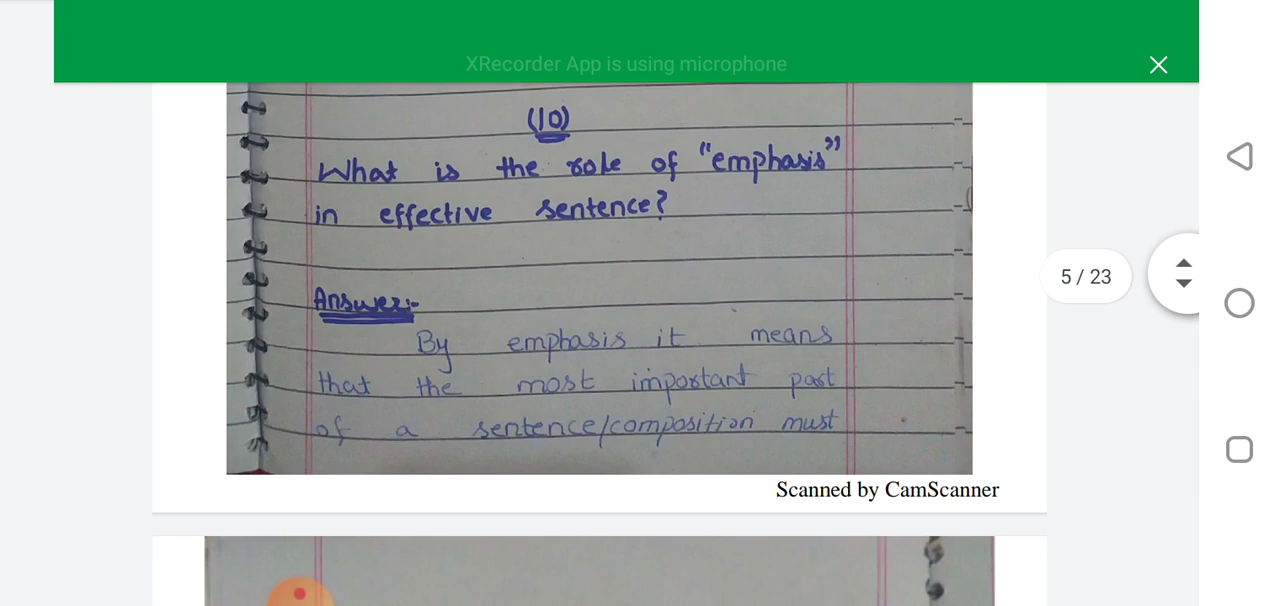 XRecorder App is using microphone
(10)
What is the role of "emphasis"
in effective sentence?
5 / 23
Answer:-
By emphasis it means
that the most important part
of a sentence/composition must
Scanned by CamScanner